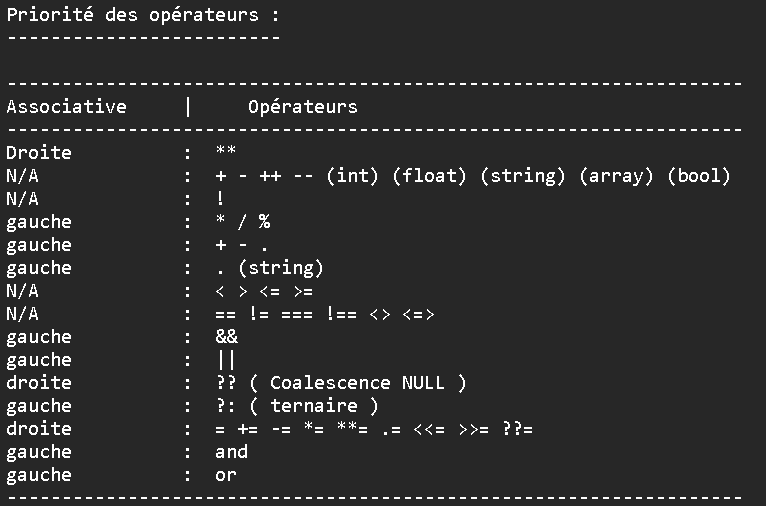 Priorité des opérateurs :
-------------------------
-------------------------------------------------------------------
Associative     |     Opérateurs
-------------------------------------------------------------------
Droite          :  **
N/A             :  + - ++ -- (int) (float) (string) (array) (bool)
N/A             :  !
gauche          :  * / %
gauche          :  + - .
gauche          :  . (string)
N/A             :  < > <= >=
N/A             :  == != === !== <> <=>
gauche          :  &&
gauche          :  ||
droite          :  ?? ( Coalescence NULL )
gauche          :  ?: ( ternaire )
droite          :  = += -= *= **= .= <<= >>= ??=
gauche          :  and
gauche          :  or
-------------------------------------------------------------------